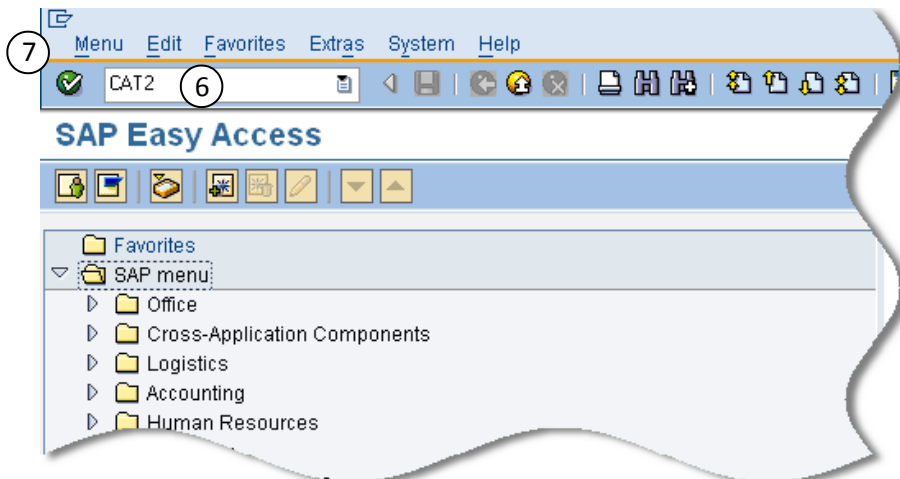 Menu Edit Favorites Extras System Help
7
CAT2 6
SAP Easy Access
Favorites
SAP menu
Office
Cross-Application Components
Logistics
Accounting
Human Resources